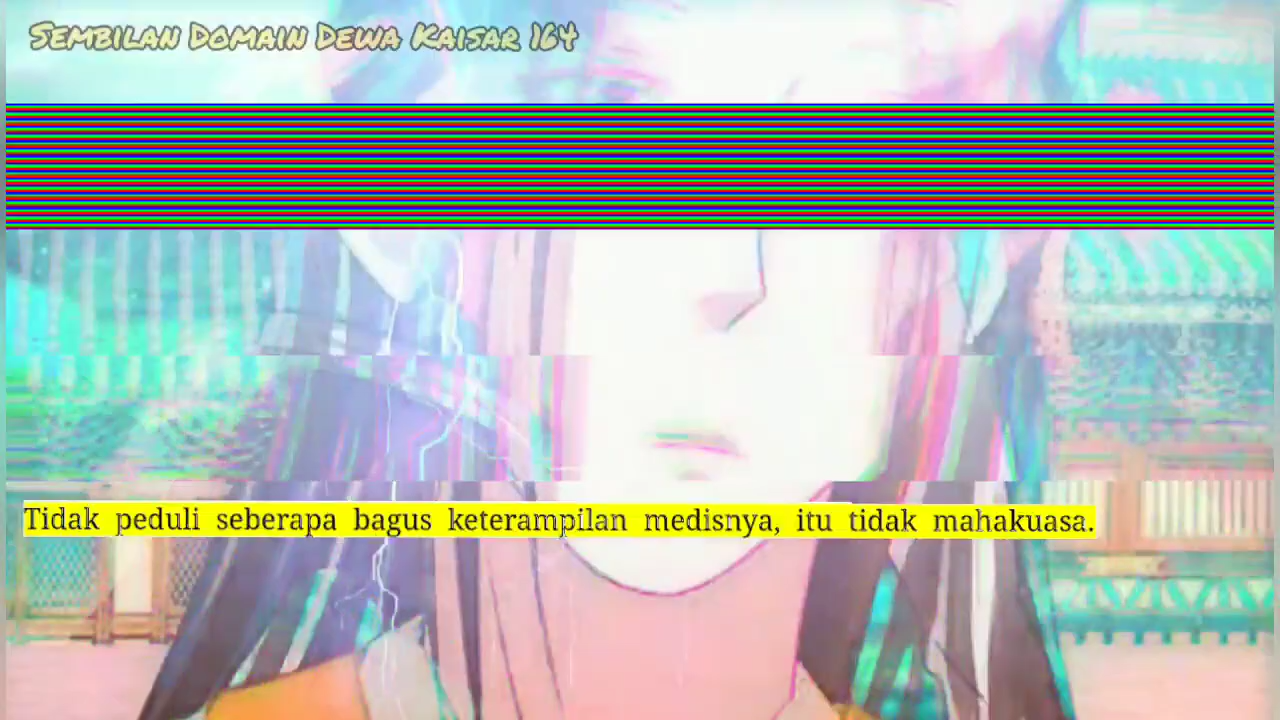 Sembilan Domain Dewa Kaisar 164
Tidak peduli seberapa bagus keterampilan medisnya, itu tidak mahakuasa.